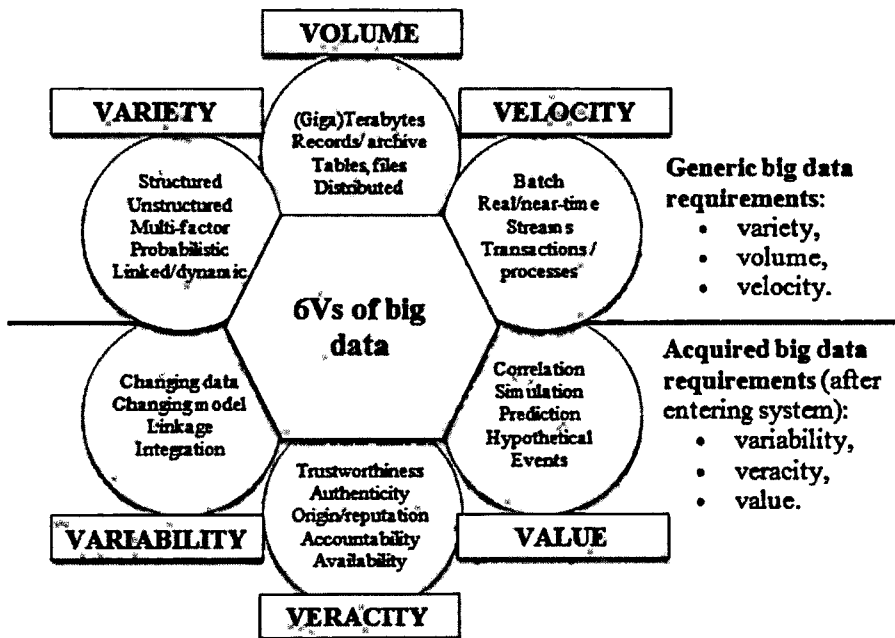 VOLUME
VARIETY
VELOCITY
(Giga)Terabytes
Records/archive
Tables, files
Distributed
Structured
Unstructured
Multi-factor
Probabilistic
Linked/dynamic
Batch
Real/near-time
Streams
Transactions/
processes
Generic big data
requirements:
• variety,
• volume,
• velocity.
6Vs of big
data
Changing data
Changing model
Linkage
Integration
Correlation
Simulation
Prediction
Hypothetical
Events
Acquired big data
requirements (after
entering system):
• variability,
• veracity,
• value.
Trustworthiness
Authenticity
Origin/reputation
Accountability
Availability
VARIABILITY
VALUE
VERACITY